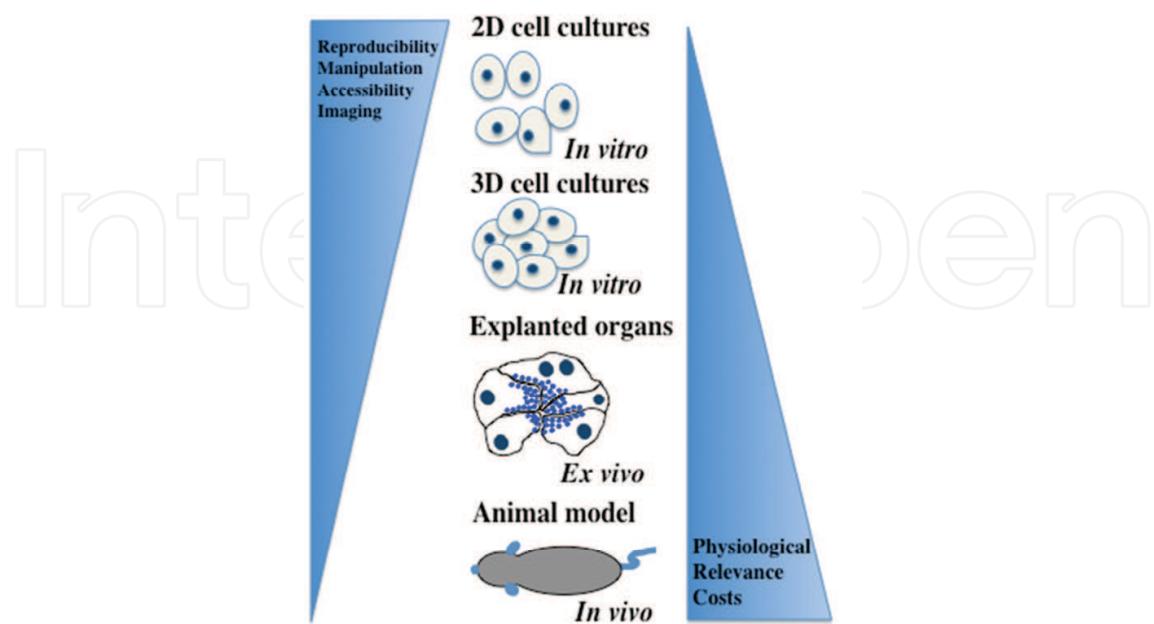 Reproducibility
Manipulation
Accessibility
Imaging
2D cell cultures
In vitro
3D cell cultures
In vitro
Explanted organs
Ex vivo
Animal model
In vivo
Physiological
Relevance
Costs